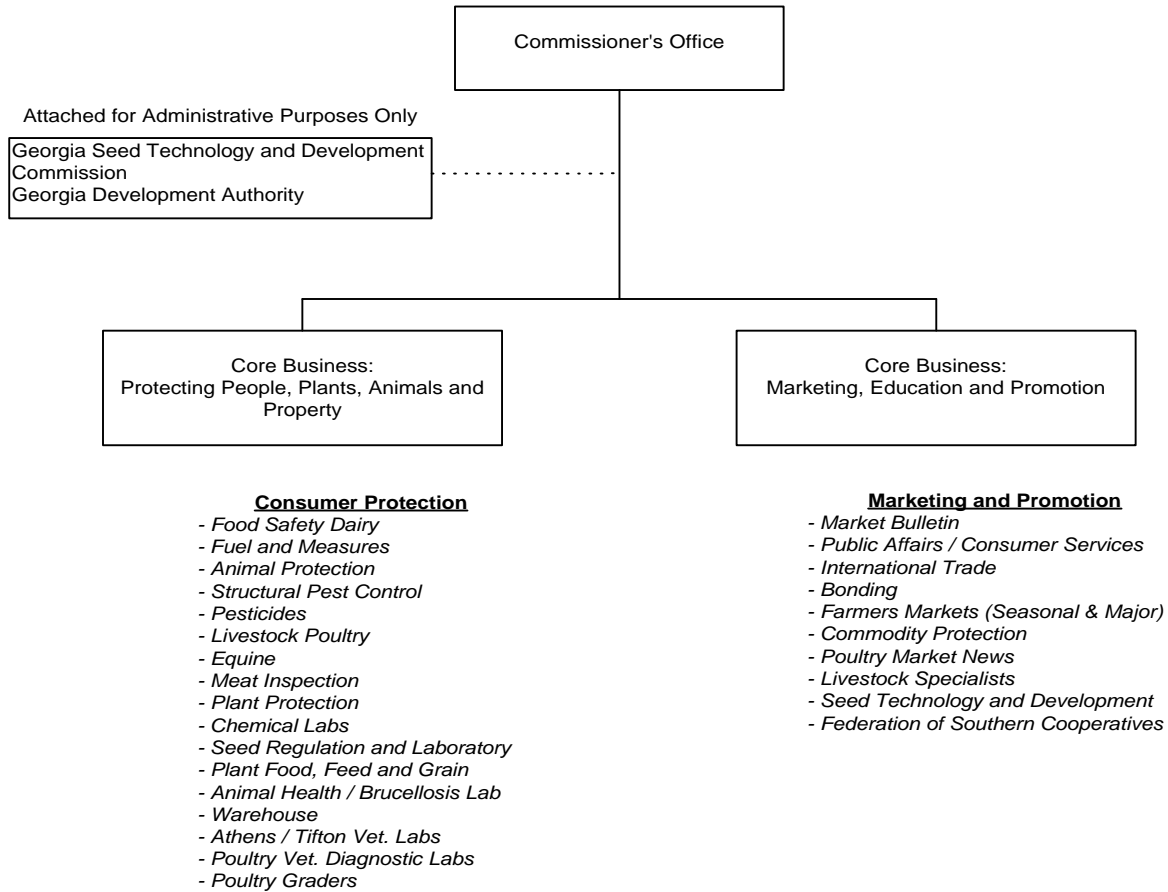 Commissioner's Office
Attached for Administrative Purposes Only
Georgia Seed Technology and Development
Commission
Georgia Development Authority
Core Business:
Protecting People, Plants, Animals and
Property
Core Business:
Marketing, Education and Promotion
Consumer Protection
- Food Safety Dairy
- Fuel and Measures
- Animal Protection
- Structural Pest Control
- Pesticides
- Livestock Poultry
- Equine
- Meat Inspection
- Plant Protection
- Chemical Labs
- Seed Regulation and Laboratory
- Plant Food, Feed and Grain
- Animal Health / Brucellosis Lab
- Warehouse
- Athens / Tifton Vet. Labs
- Poultry Vet. Diagnostic Labs
- Poultry Graders
Marketing and Promotion
- Market Bulletin
- Public Affairs / Consumer Services
- International Trade
- Bonding
- Farmers Markets (Seasonal & Major)
- Commodity Protection
- Poultry Market News
- Livestock Specialists
- Seed Technology and Development
- Federation of Southern Cooperatives